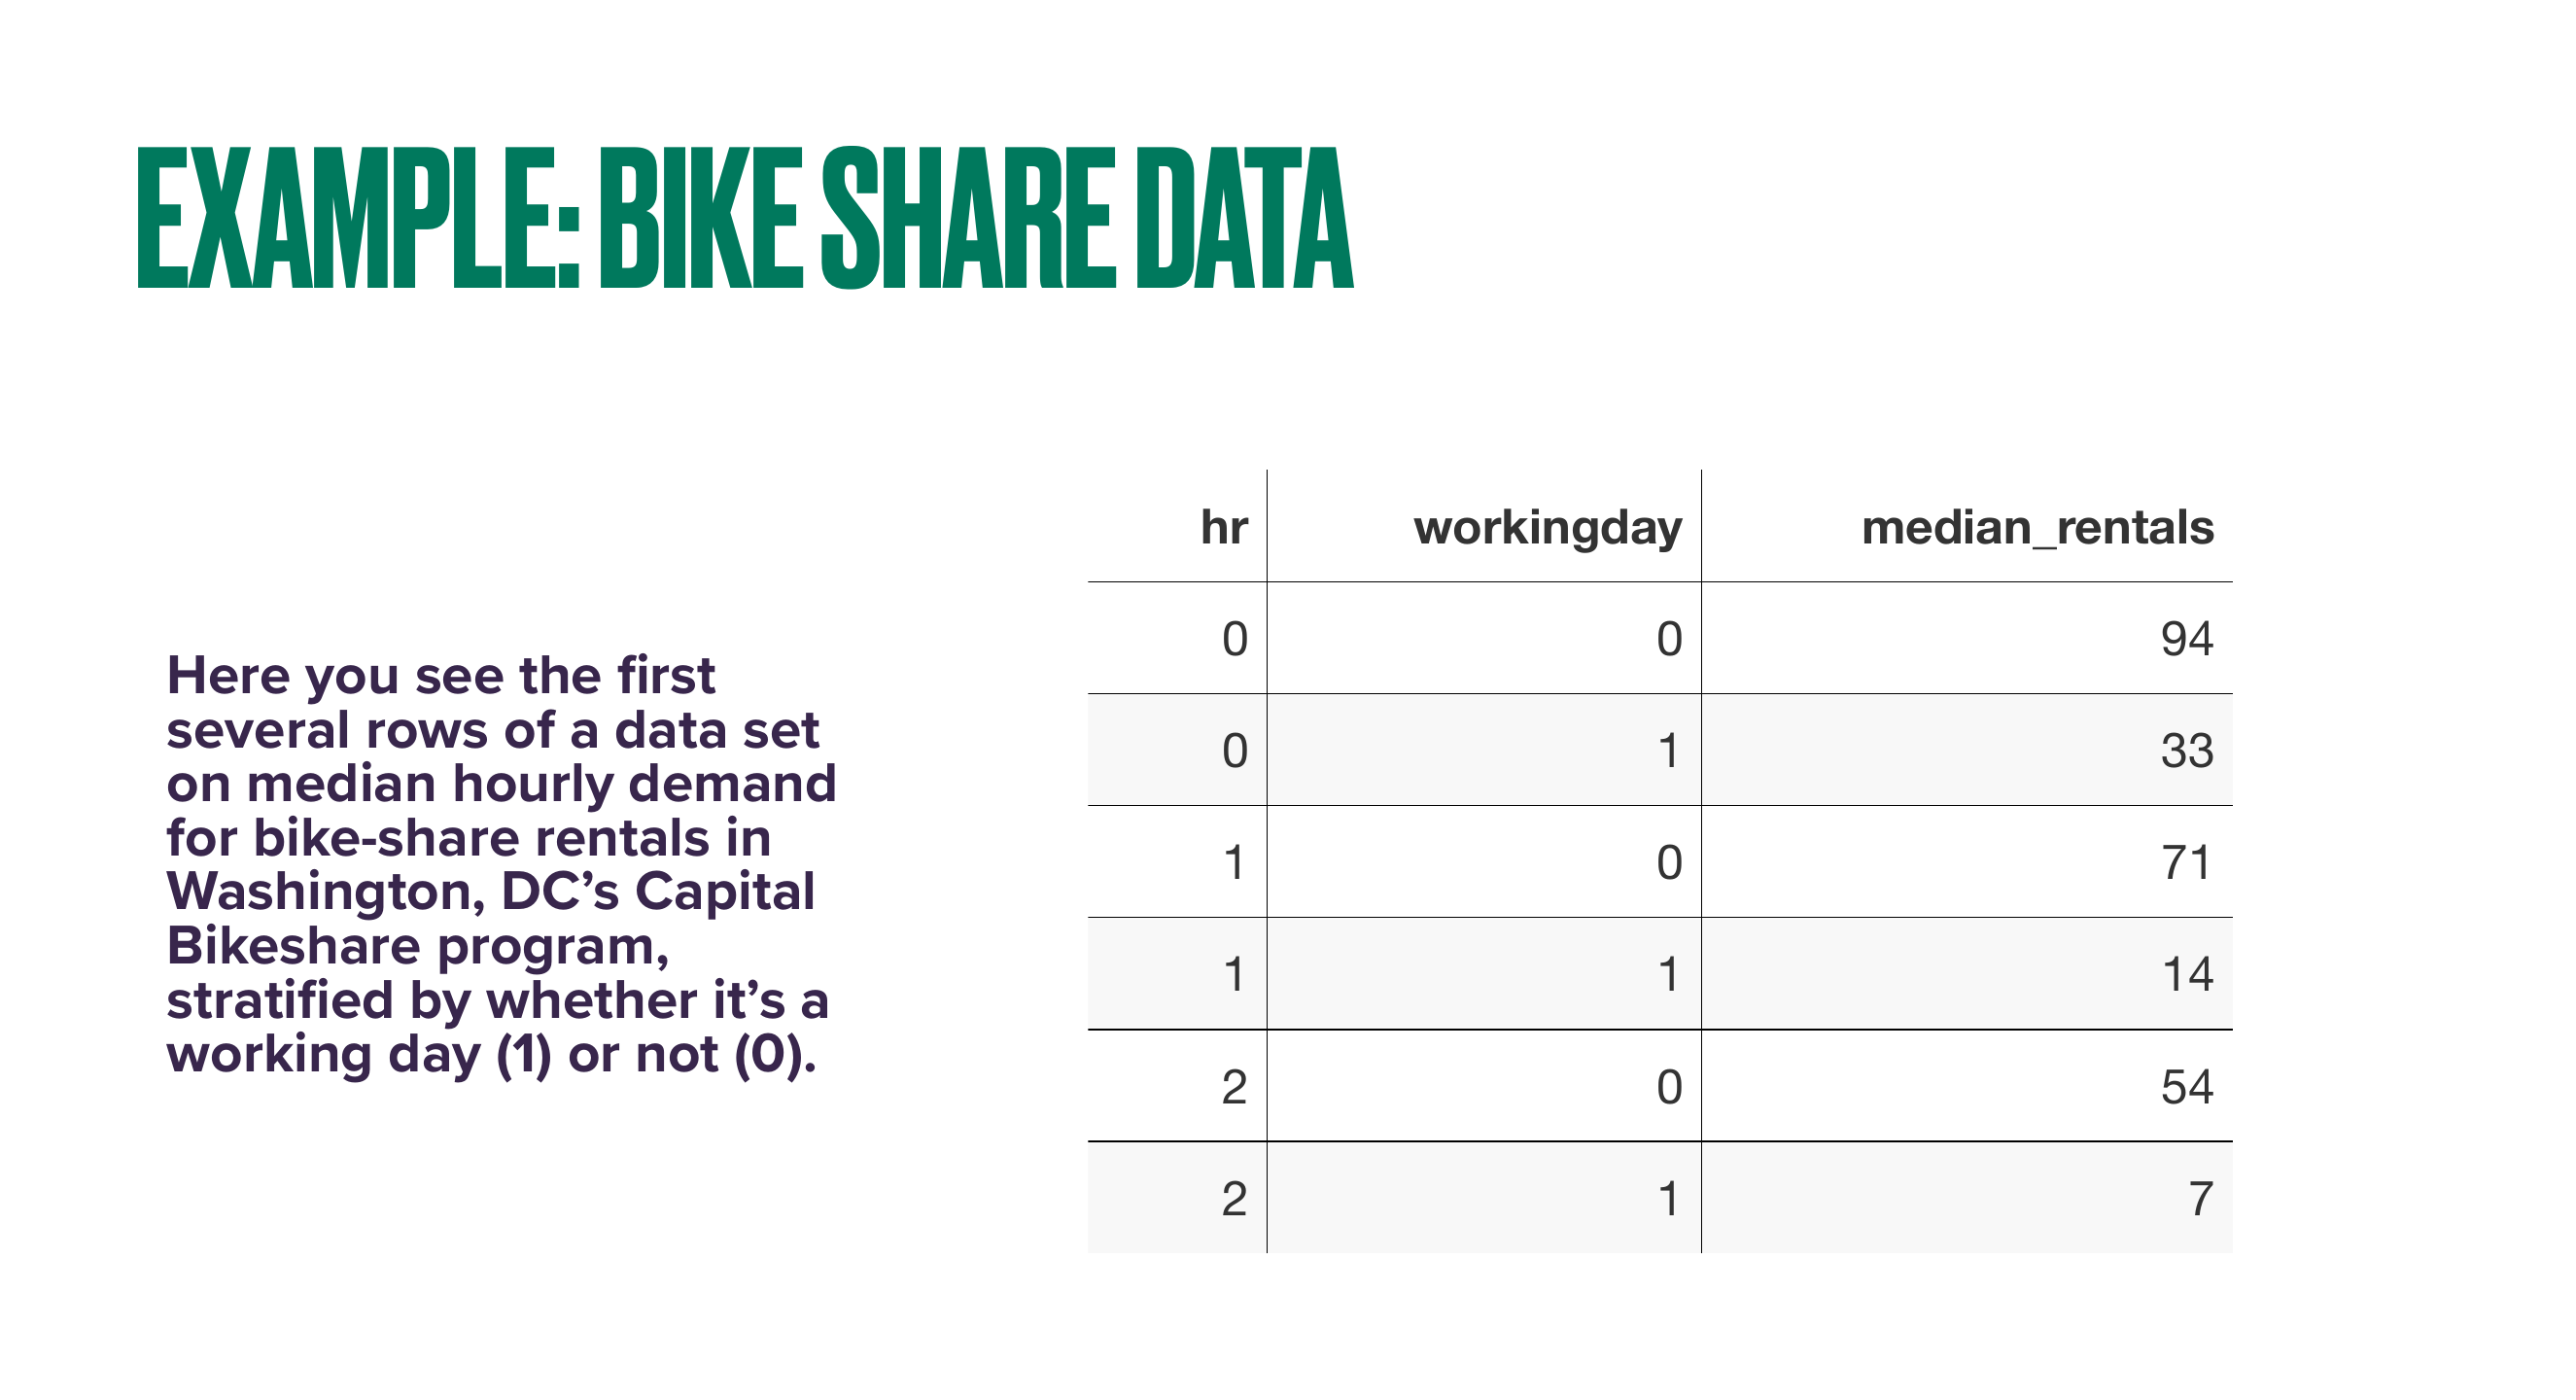 EXAMPLE: BIKE SHARE DATA
Here you see the first
several rows of a data set
on median hourly demand
for bike-share rentals in
Washington, DC’s Capital
Bikeshare program,
stratified by whether it’s a
working day (1) or not (0).
hr workingday median_rentals
0 0 94
0 1 33
1 0 71
1 1 14
2 0 54
2 1 7